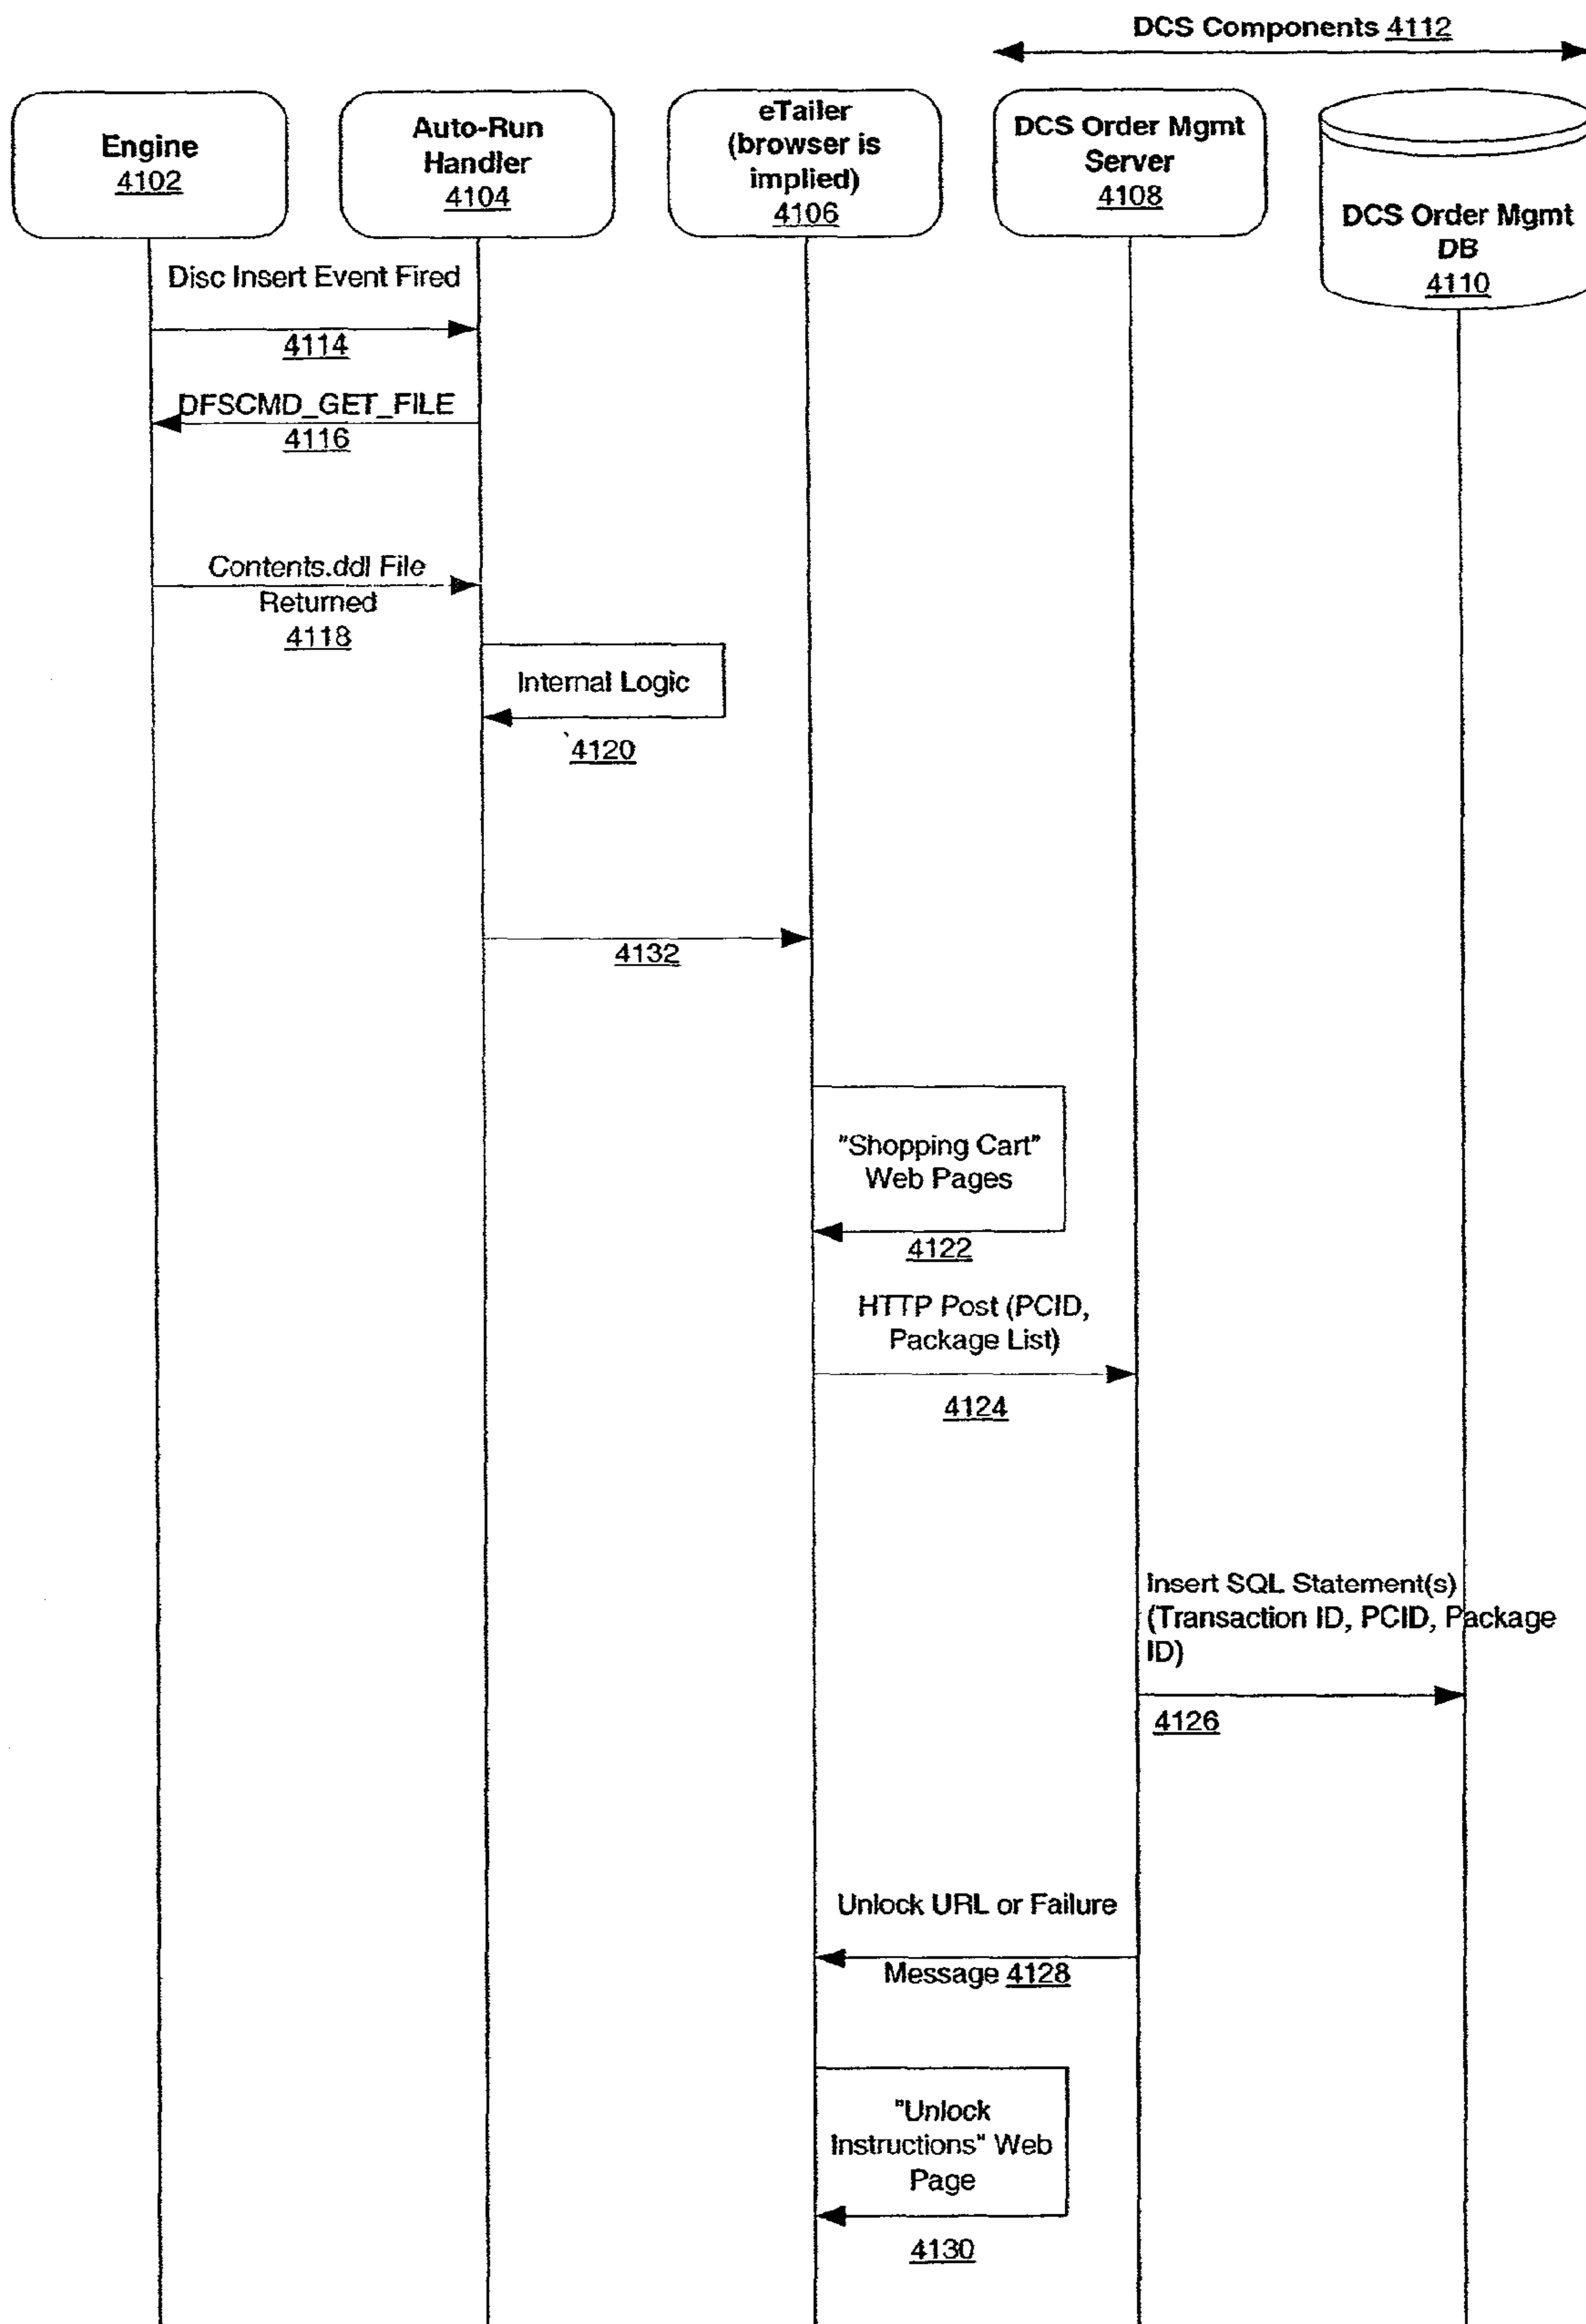 DCS Components 4112
Engine
4102
Auto-Run
Handler
4104
eTailer
(browser is
implied)
4106
DCS Order Mgmt
Server
4108
DCS Order Mgmt
DB
4110
Disc Insert Event Fired
4114
DFSCMD_GET_FILE
4116
Contents.ddl File
Returned
4118
Internal Logic
4120
4132
"Shopping Cart"
Web Pages
4122
HTTP Post (PCID,
Package List)
4124
Insert SQL Statement(s)
(Transaction ID, PCID, Package
ID)
4126
Unlock URL or Failure
Message 4128
"Unlock
Instructions" Web
Page
4130